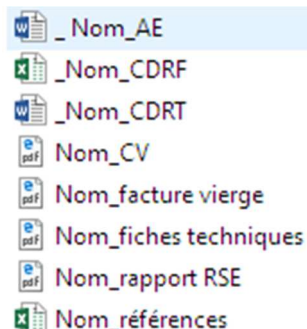 _ Nom_AE
_Nom_CDRF
_Nom_CDRT
Nom_CV
Nom_facture vierge
Nom_fiches techniques
Nom_rapport RSE
Nom_références